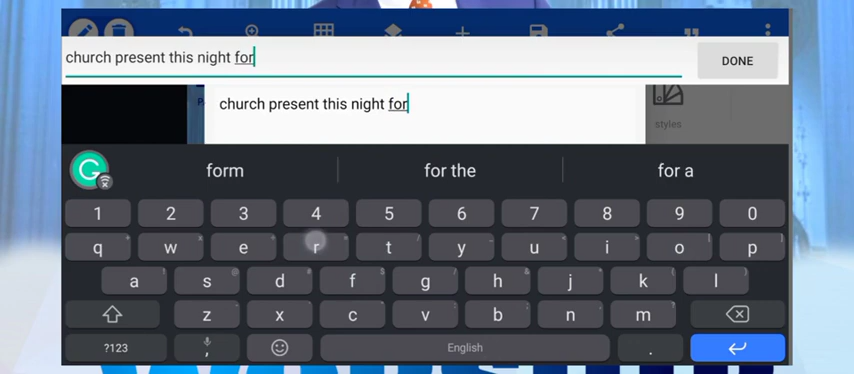 church present this night for
DONE
church present this night for
styles
form for the for a
1 2 3 4 5 6 7 8 9 0
q w e r t y u i o p
a s d f g h j k l
z x c v b n m
?123 , English .